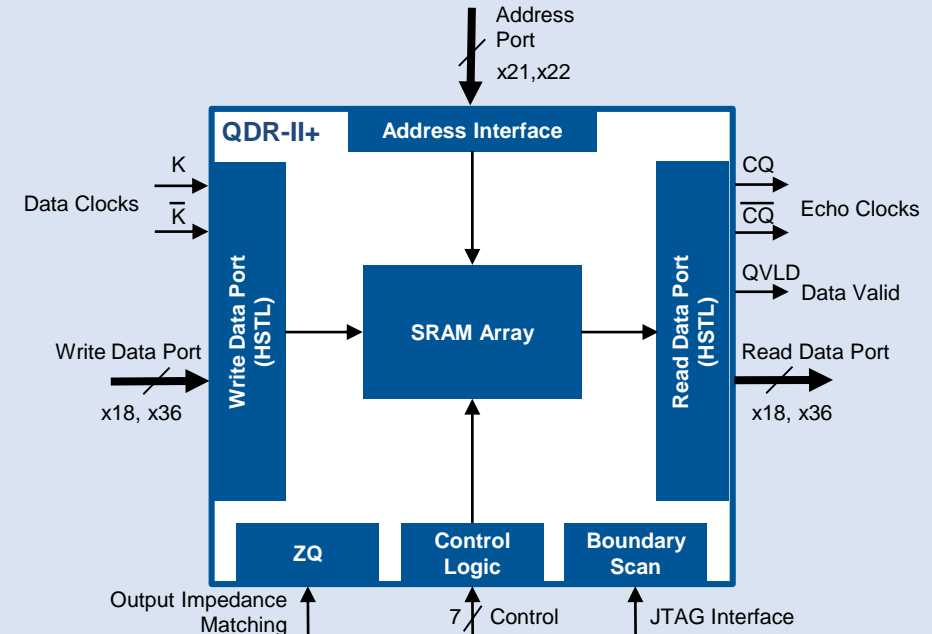 Address
Port
x21,x22
QDR-II+
Address Interface
K
Data Clocks
K
Write Data Port
(HSTL)
Write Data Port
x18, x36
SRAM Array
Read Data Port
(HSTL)
CQ
CQ
Echo Clocks
QVLD
Data Valid
Read Data Port
x18, x36
ZQ
Control
Logic
Boundary
Scan
Output Impedance
Matching
7
Control
JTAG Interface